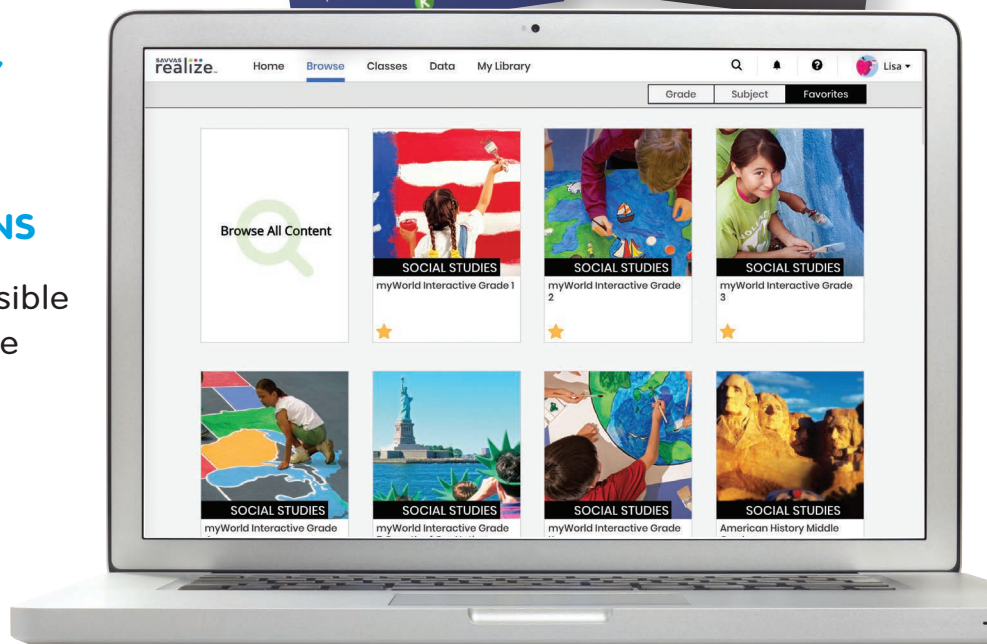 K
SAVVAS
realize™
Home Browse Classes Data My Library
Lisa
Grade Subject Favorites
NS
sible
e
Browse All Content
SOCIAL STUDIES
myWorld Interactive Grade 1
SOCIAL STUDIES
myWorld Interactive Grade
2
SOCIAL STUDIES
myWorld Interactive Grade
3
SOCIAL STUDIES
myWorld Interactive Grade
SOCIAL STUDIES
myWorld Interactive Grade
SOCIAL STUDIES
myWorld Interactive Grade
SOCIAL STUDIES
American History Middle